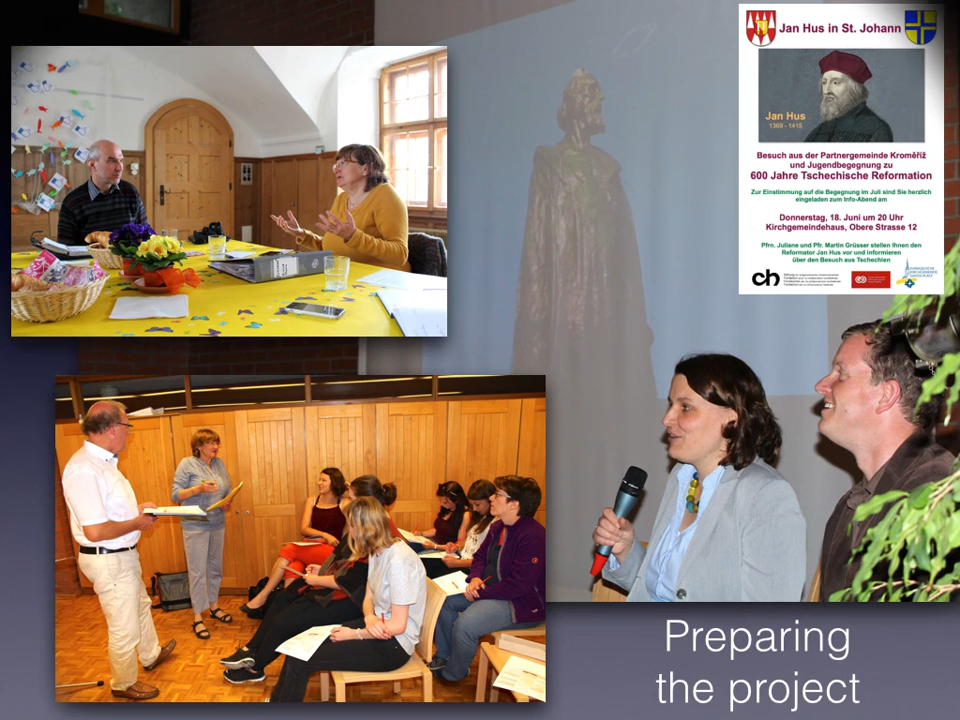 Jan Hus in St. Johann
Jan Hus
1369 - 1415
Besuch aus der Partnergemeinde Kroměříž
und Jugendbegegnung zu
600 Jahre Tschechische Reformation
Zur Einstimmung auf die Begegnung im Juli sind Sie herzlich
eingeladen zum Info-Abend am
Donnerstag, 18. Juni um 20 Uhr
Kirchgemeindehaus, Obere Strasse 12
Pfrn. Juliane und Pfr. Martin Grüsser stellen Ihnen den
Reformator Jan Hus vor und informieren
über den Besuch aus Tschechien
ch
Preparing
the project